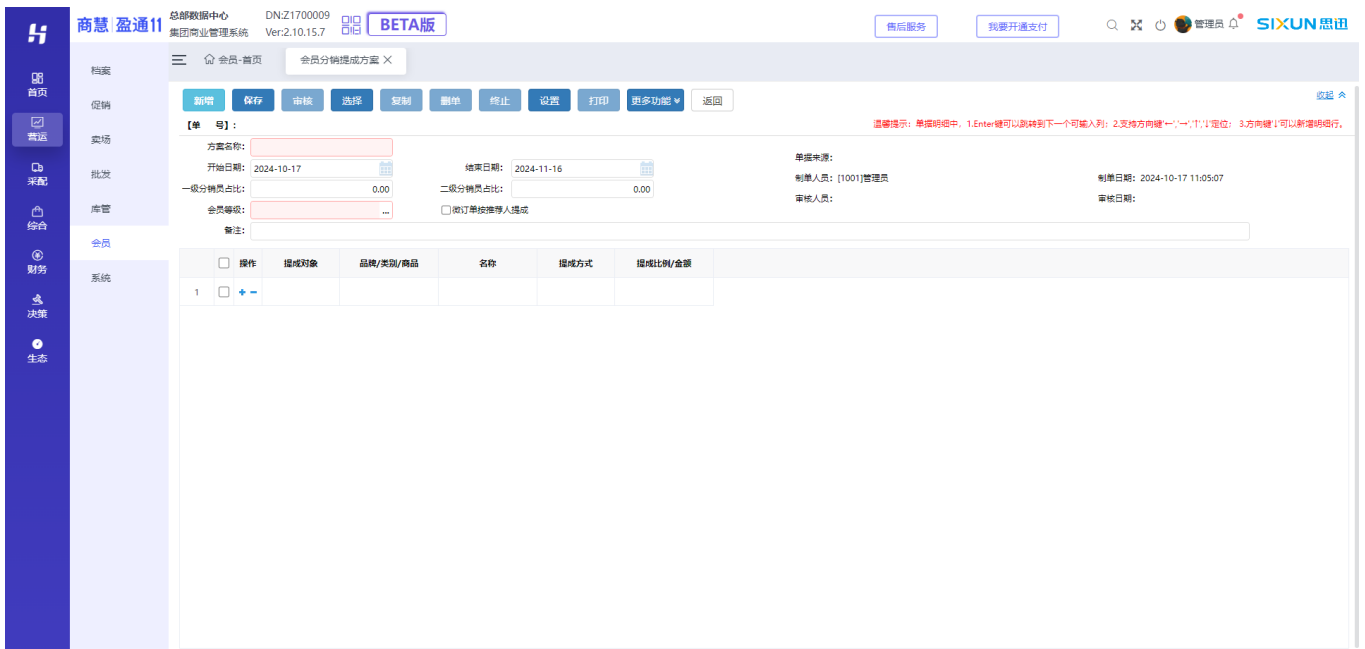 商慧 盈通11
总部数据中心 DN:Z1700009
集团商业管理系统 Ver:2.10.15.7
BETA版
售后服务
我要开通支付
管理员
SIXUN思迅
首页
营运
采配
综合
财务
决策
生态
档案
促销
卖场
批发
库管
会员
系统
会员-首页
会员分销提成方案
新增 保存 审核 选择 复制 删单 终止 设置 打印 更多功能 返回
收起
【单 号】:
温馨提示：单据明细中，1.Enter键可以跳转到下一个可输入列；2.支持方向键'←','→','↑','↓'定位； 3.方向键'↓'可以新增明细行。
方案名称:
单据来源:
开始日期: 2024-10-17
结束日期: 2024-11-16
制单人员: [1001]管理员
制单日期: 2024-10-17 11:05:07
一级分销员占比: 0.00
二级分销员占比: 0.00
审核人员:
审核日期:
会员等级: ...
微订单按推荐人提成
备注:
操作 提成对象 品牌/类别/商品 名称 提成方式 提成比例/金额
1